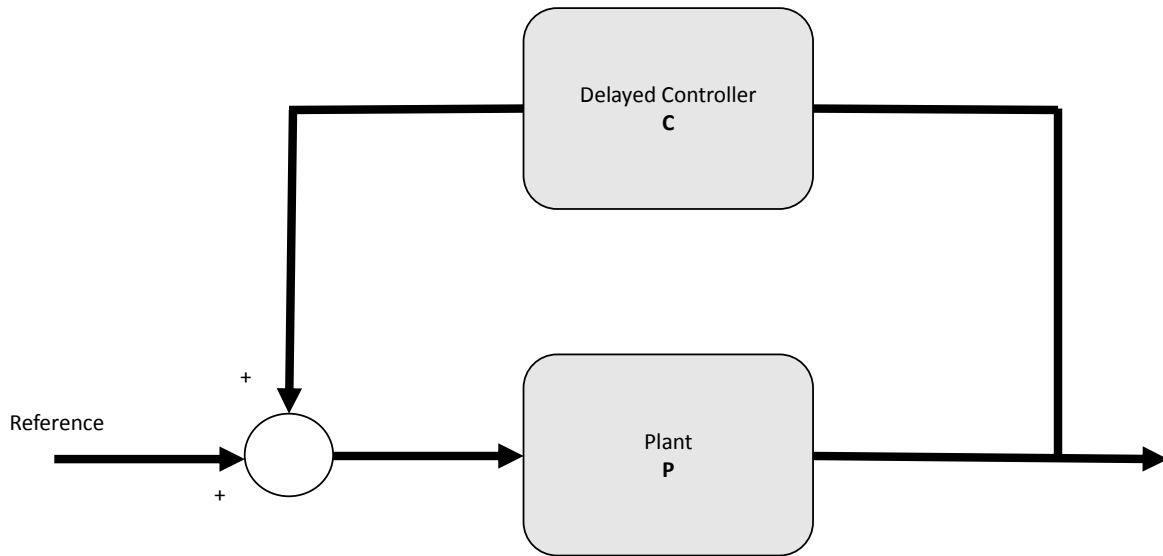 Delayed Controller
C
+
Reference
+
Plant
P